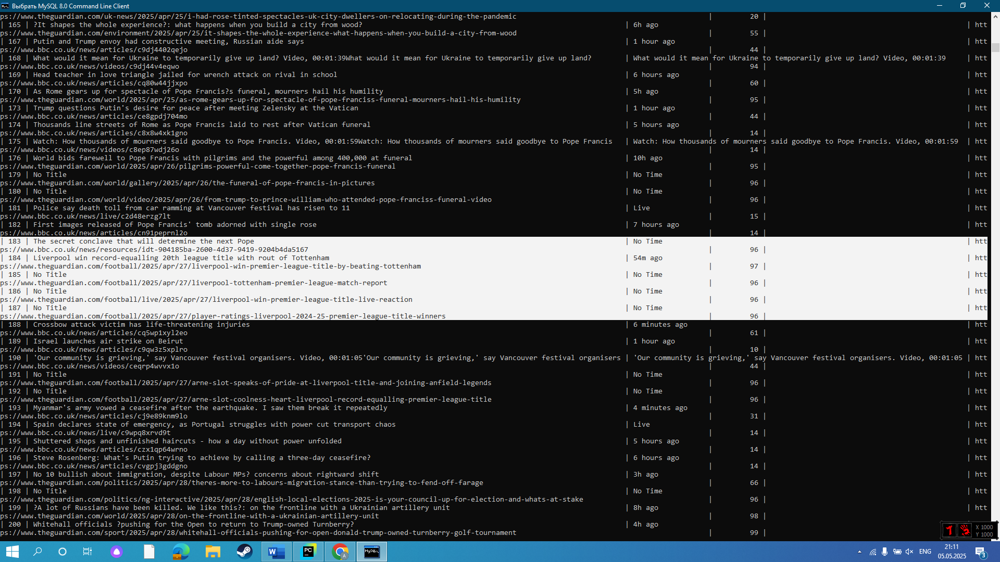 Выбрать MySQL 8.0 Command Line Client
ps://www.theguardian.com/uk-news/2025/apr/25/i-had-rose-tinted-spectacles-uk-city-dwellers-on-relocating-during-the-pandemic | 20 |
| 165 | ?It shapes the whole experience?: what happens when you build a city from wood? | 6h ago | htt
ps://www.theguardian.com/environment/2025/apr/25/it-shapes-the-whole-experience-what-happens-when-you-build-a-city-from-wood | 55 |
| 167 | Putin and Trump envoy had constructive meeting, Russian aide says | 1 hour ago | htt
ps://www.bbc.co.uk/news/articles/c9dj4402qejo | 44 |
| 168 | What would it mean for Ukraine to temporarily give up land? Video, 00:01:39What would it mean for Ukraine to temporarily give up land? | What would it mean for Ukraine to temporarily give up land? Video, 00:01:39 | htt
ps://www.bbc.co.uk/news/videos/c9dj44v4eqwo | 94 |
| 169 | Head teacher in love triangle jailed for wrench attack on rival in school | 6 hours ago | htt
ps://www.bbc.co.uk/news/articles/cq80w44jjxpo | 60 |
| 170 | As Rome gears up for spectacle of Pope Francis?s funeral, mourners hail his humility | 5h ago | htt
ps://www.theguardian.com/world/2025/apr/25/as-rome-gears-up-for-spectacle-of-pope-franciss-funeral-mourners-hail-his-humility | 95 |
| 173 | Trump questions Putin's desire for peace after meeting Zelensky at the Vatican | 1 hour ago | htt
ps://www.bbc.co.uk/news/articles/ce8gpdj704mo | 44 |
| 174 | Thousands line streets of Rome as Pope Francis laid to rest after Vatican funeral | 5 hours ago | htt
ps://www.bbc.co.uk/news/articles/c8x8w4xk1gno | 14 |
| 175 | Watch: How thousands of mourners said goodbye to Pope Francis. Video, 00:01:59Watch: How thousands of mourners said goodbye to Pope Francis | Watch: How thousands of mourners said goodbye to Pope Francis. Video, 00:01:59 | htt
ps://www.bbc.co.uk/news/videos/c8ep87wdj26o | 14 |
| 176 | World bids farewell to Pope Francis with pilgrims and the powerful among 400,000 at funeral | 10h ago | htt
ps://www.theguardian.com/world/2025/apr/26/pilgrims-powerful-come-together-pope-francis-funeral | 95 |
| 179 | No Title | No Time | htt
ps://www.theguardian.com/world/gallery/2025/apr/26/the-funeral-of-pope-francis-in-pictures | 96 |
| 180 | No Title | No Time | htt
ps://www.theguardian.com/world/video/2025/apr/26/from-trump-to-prince-william-who-attended-pope-franciss-funeral-video | 96 |
| 181 | Police say death toll from car ramming at Vancouver festival has risen to 11 | Live | htt
ps://www.bbc.co.uk/news/live/c2d48erzg7lt | 15 |
| 182 | First images released of Pope Francis' tomb adorned with single rose | 7 hours ago | htt
ps://www.bbc.co.uk/news/articles/cn91peprnl2o | 14 |
| 183 | The secret conclave that will determine the next Pope | No Time | htt
ps://www.bbc.co.uk/news/resources/idt-904185ba-2600-4d37-9419-9204b4da5167 | 96 |
| 184 | Liverpool win record-equalling 20th league title with rout of Tottenham | 54m ago | htt
ps://www.theguardian.com/football/2025/apr/27/liverpool-win-premier-league-title-by-beating-tottenham | 97 |
| 185 | No Title | No Time | htt
ps://www.theguardian.com/football/2025/apr/27/liverpool-tottenham-premier-league-match-report | 96 |
| 186 | No Title | No Time | htt
ps://www.theguardian.com/football/live/2025/apr/27/liverpool-win-premier-league-title-live-reaction | 96 |
| 187 | No Title | No Time | htt
ps://www.theguardian.com/football/2025/apr/27/player-ratings-liverpool-2024-25-premier-league-title-winners | 96 |
| 188 | Crossbow attack victim has life-threatening injuries | 6 minutes ago | htt
ps://www.bbc.co.uk/news/articles/cq5wp1xyl2eo | 61 |
| 189 | Israel launches air strike on Beirut | 1 hour ago | htt
ps://www.bbc.co.uk/news/articles/c9qw3z5xplro | 10 |
| 190 | 'Our community is grieving,' say Vancouver festival organisers. Video, 00:01:05'Our community is grieving,' say Vancouver festival organisers | 'Our community is grieving,' say Vancouver festival organisers. Video, 00:01:05 | htt
ps://www.bbc.co.uk/news/videos/ceqrp4wvvx1o | 44 |
| 191 | No Title | No Time | htt
ps://www.theguardian.com/football/2025/apr/27/arne-slot-speaks-of-pride-at-liverpool-title-and-joining-anfield-legends | 96 |
| 192 | No Title | No Time | htt
ps://www.theguardian.com/football/2025/apr/27/arne-slot-coolness-heart-liverpool-record-equalling-premier-league-title | 96 |
| 193 | Myanmar's army vowed a ceasefire after the earthquake. I saw them break it repeatedly | 4 minutes ago | htt
ps://www.bbc.co.uk/news/articles/cj9e89knm9lo | 31 |
| 194 | Spain declares state of emergency, as Portugal struggles with power cut transport chaos | Live | htt
ps://www.bbc.co.uk/news/live/c9wpq8xrvd9t | 14 |
| 195 | Shuttered shops and unfinished haircuts - how a day without power unfolded | 5 hours ago | htt
ps://www.bbc.co.uk/news/articles/czx1qp64wrno | 14 |
| 196 | Steve Rosenberg: What's Putin trying to achieve by calling a three-day ceasefire? | 6 hours ago | htt
ps://www.bbc.co.uk/news/articles/cvgpj3gddgno | 14 |
| 197 | No 10 bullish about immigration, despite Labour MPs? concerns about rightward shift | 3h ago | htt
ps://www.theguardian.com/politics/2025/apr/28/theres-more-to-labours-migration-stance-than-trying-to-fend-off-farage | 66 |
| 198 | No Title | No Time | htt
ps://www.theguardian.com/politics/ng-interactive/2025/apr/28/english-local-elections-2025-is-your-council-up-for-election-and-whats-at-stake | 96 |
| 199 | ?A lot of Russians have been killed. We like this?: on the frontline with a Ukrainian artillery unit | 8h ago | htt
ps://www.theguardian.com/world/2025/apr/28/on-the-frontline-with-a-ukrainian-artillery-unit | 98 |
| 200 | Whitehall officials ?pushing for the Open to return to Trump-owned Turnberry? | 4h ago
ps://www.theguardian.com/sport/2025/apr/28/whitehall-officials-pushing-for-open-donald-trump-owned-turnberry-golf-tournament | 99 |
X 1000
Y 1000
W
PC
A
MySQL
ENG
21:11
05.05.2025
3